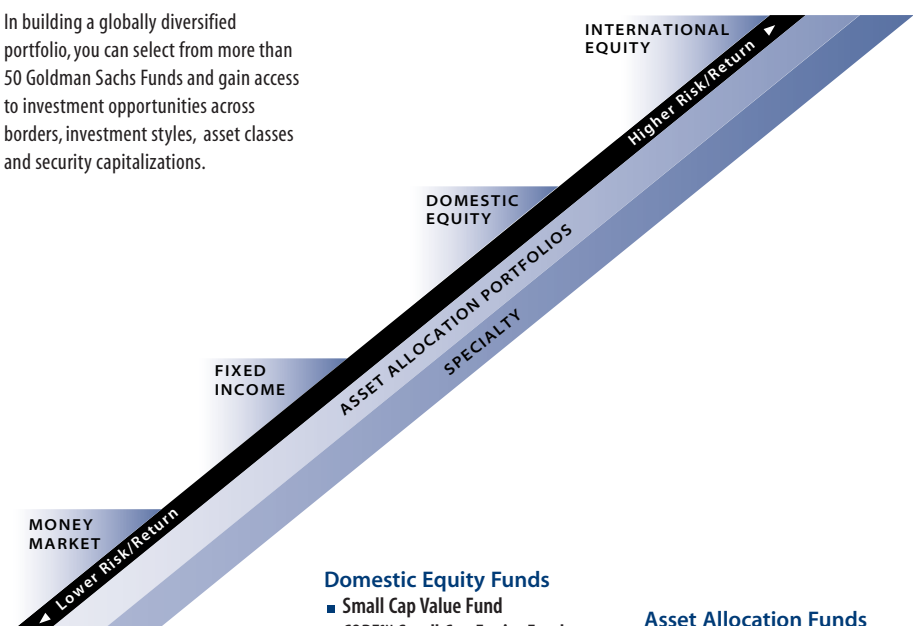 In building a globally diversified
portfolio, you can select from more than
50 Goldman Sachs Funds and gain access
to investment opportunities across
borders, investment styles, asset classes
and security capitalizations.
INTERNATIONAL
EQUITY
Higher Risk/Return ▲
DOMESTIC
EQUITY
ASSET ALLOCATION PORTFOLIOS
SPECIALTY
FIXED
INCOME
MONEY
MARKET
▲ Lower Risk/Return
Domestic Equity Funds
■ Small Cap Value Fund
Asset Allocation Funds